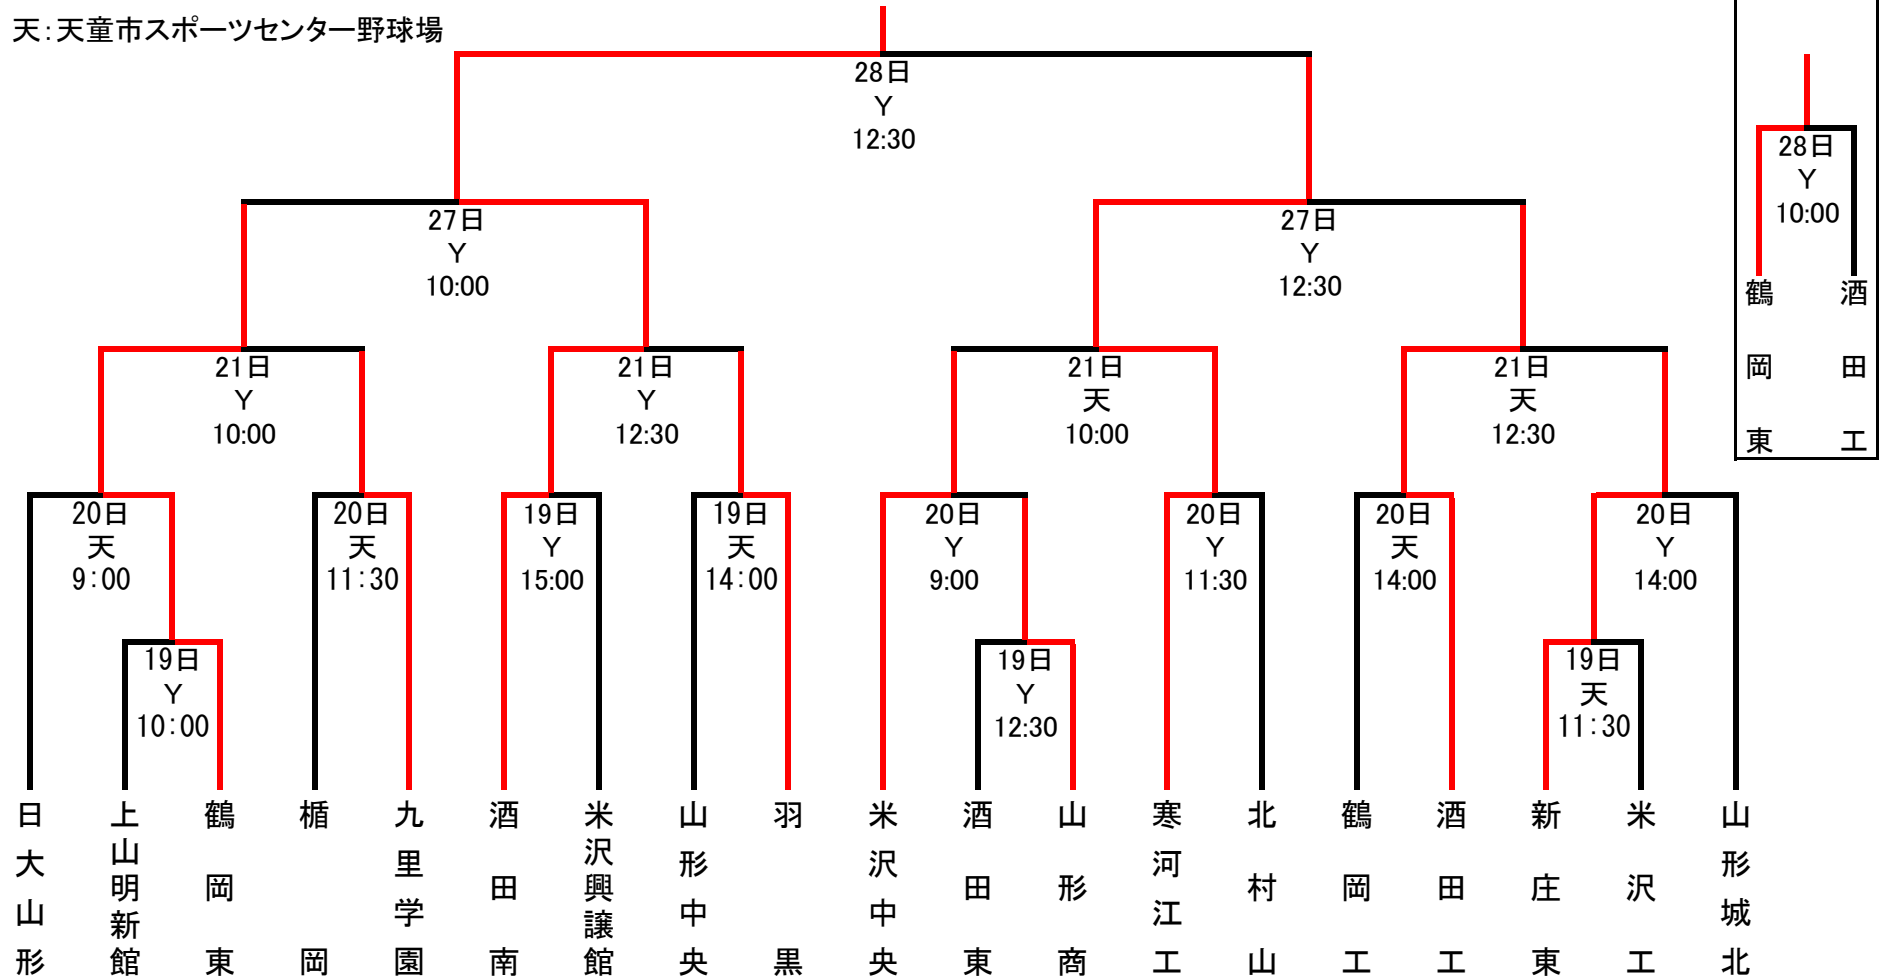 天：天童市スポーツセンター野球場
28日
Y
12:30
28日
Y
10:00
鶴岡東
酒田工
27日
Y
10:00
27日
Y
12:30
21日
Y
10:00
21日
Y
12:30
21日
天
10:00
21日
天
12:30
20日
天
9：00
20日
天
11：30
19日
Y
15:00
19日
天
14：00
20日
Y
9:00
20日
Y
11:30
20日
天
14:00
20日
Y
14:00
19日
Y
10：00
19日
Y
12:30
19日
天
11：30
日大山形
上山明新館
鶴岡東
楯岡
九里学園
酒田南
米沢興譲館
山形中央
羽黒
米沢中央
酒田東
山形商
寒河江工
北村山
鶴岡工
酒田工
新庄東
米沢工
山形城北